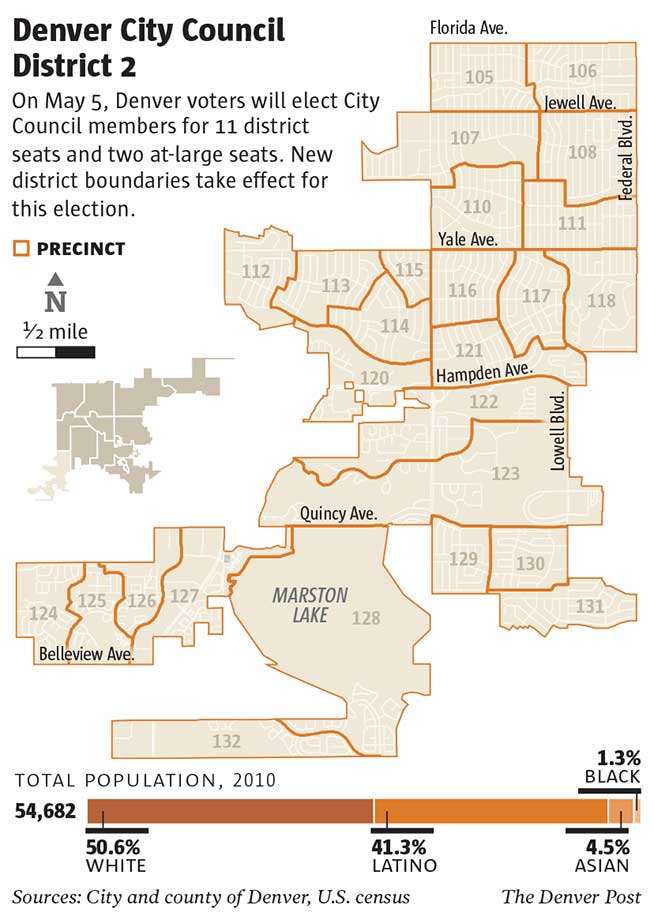 Denver City Council
District 2
On May 5, Denver voters will elect City
Council members for 11 district
seats and two at-large seats. New
district boundaries take effect for
this election.
PRECINCT
N
½ mile
Florida Ave.
105
106
Jewell Ave.
107
108
Federal Blvd.
110
111
Yale Ave.
112
113
115
116
117
118
114
121
120
Hampden Ave.
122
Lowell Blvd.
123
Quincy Ave.
129
130
131
124
125
126
127
Belleview Ave.
MARSTON
LAKE
128
132
TOTAL POPULATION, 2010
54,682
50.6%
WHITE
41.3%
LATINO
4.5%
ASIAN
1.3%
BLACK
Sources: City and county of Denver, U.S. census
The Denver Post